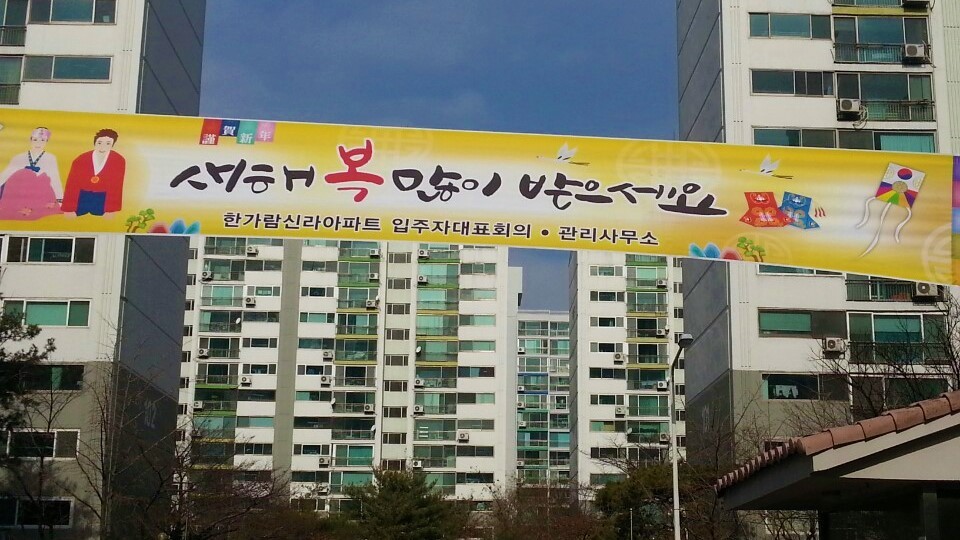 謹賀新年
새해 복 많이 받으세요
한가람신라아파트 입주자대표회의 • 관리사무소